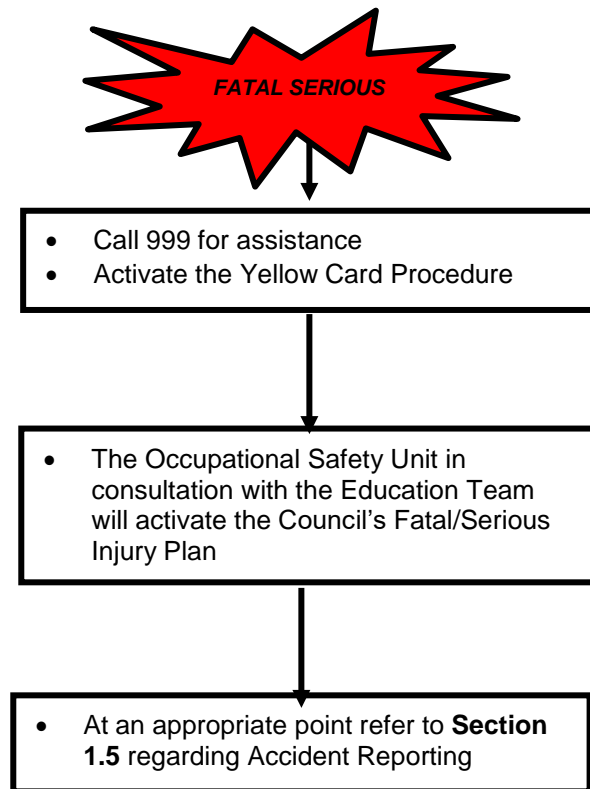 FATAL SERIOUS
• Call 999 for assistance
• Activate the Yellow Card Procedure
• The Occupational Safety Unit in
consultation with the Education Team
will activate the Council’s Fatal/Serious
Injury Plan
• At an appropriate point refer to Section
1.5 regarding Accident Reporting